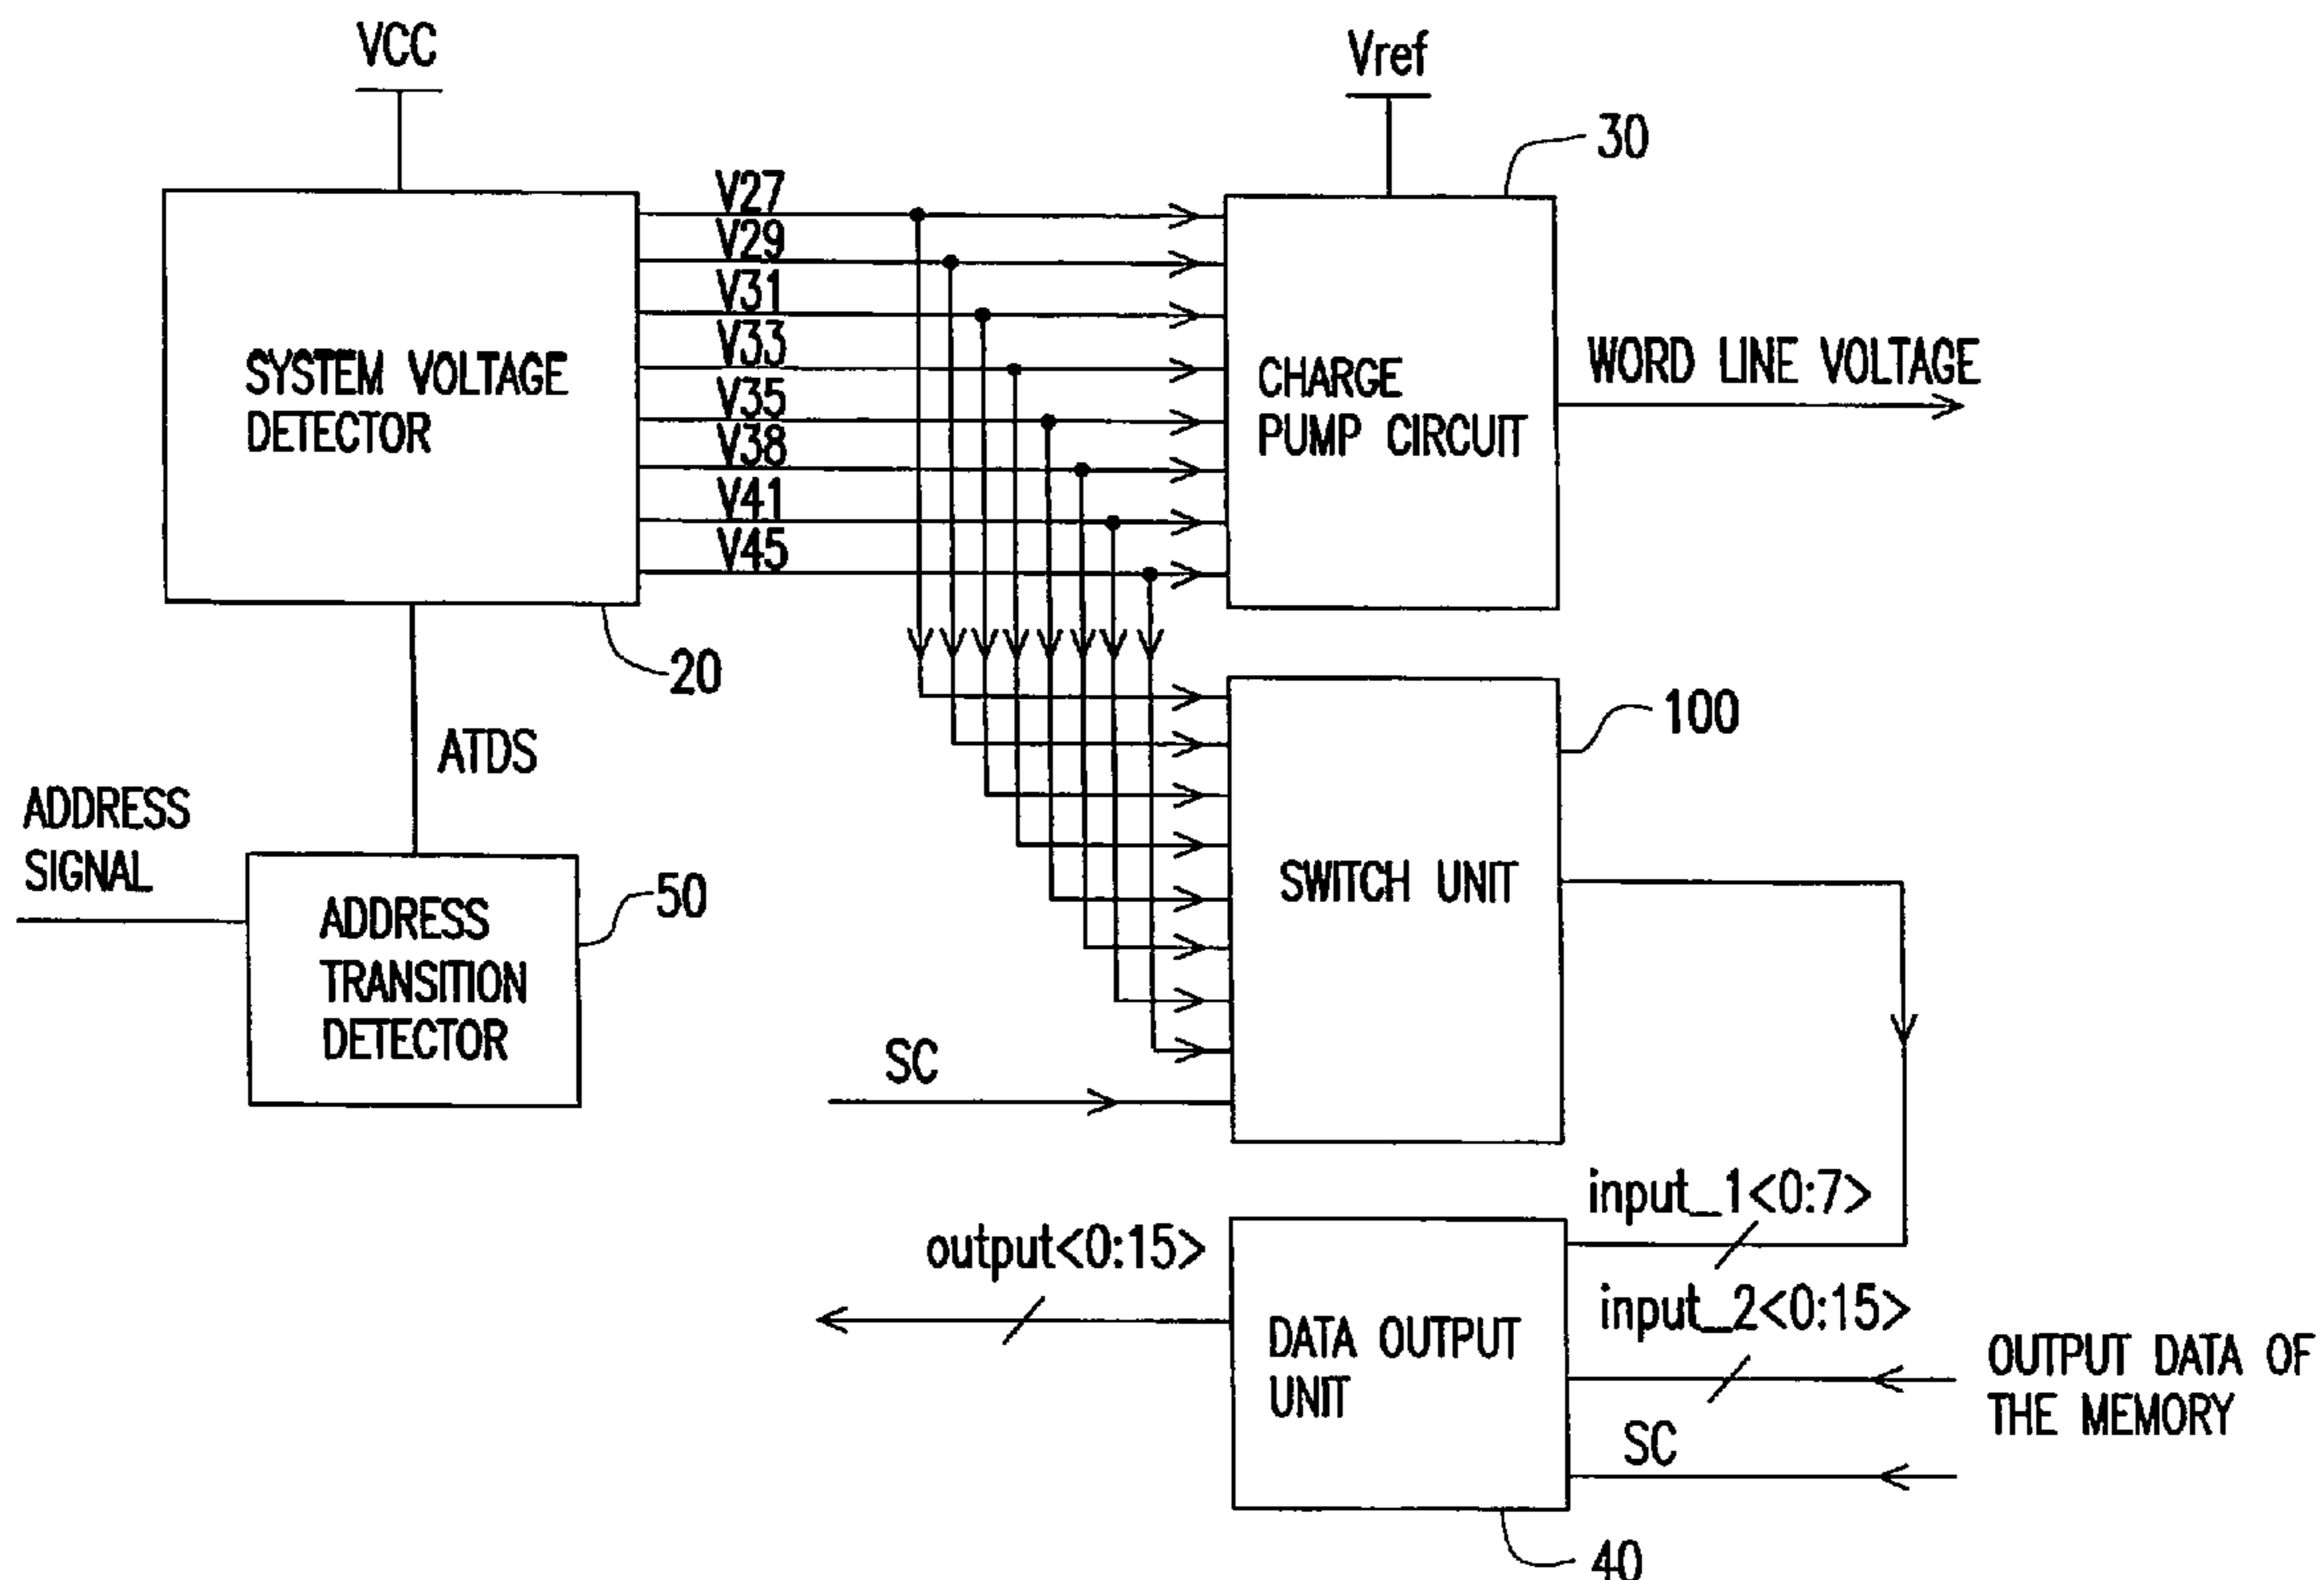 VCC
Vref
30
V27
V29
V31
V33
V35
V38
V41
V45
SYSTEM VOLTAGE
DETECTOR
CHARGE
PUMP CIRCUIT
WORD LINE VOLTAGE
20
100
ATDS
ADDRESS
SIGNAL
50
ADDRESS
TRANSITION
DETECTOR
SWITCH UNIT
SC
input_1<0:7>
output<0:15>
input_2<0:15>
DATA OUTPUT
UNIT
OUTPUT DATA OF
THE MEMORY
SC
40